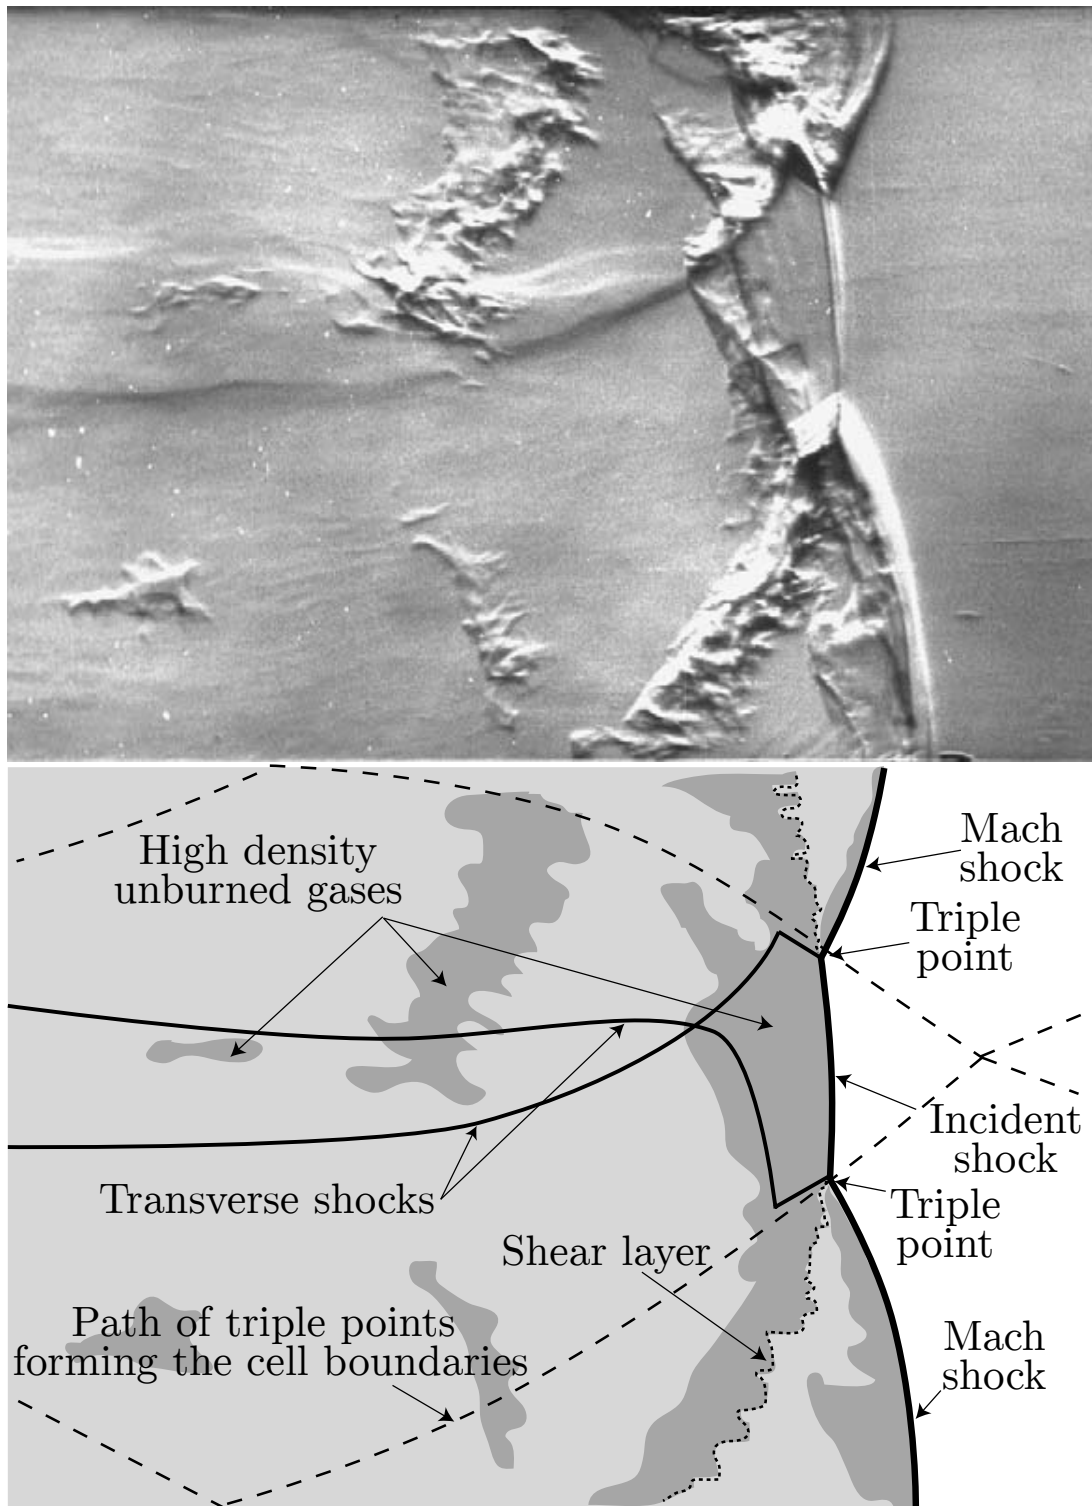 High density
unburned gases
Mach
shock
Triple
point
Incident
shock
Transverse shocks
Triple
point
Shear layer
Path of triple points
forming the cell boundaries
Mach
shock